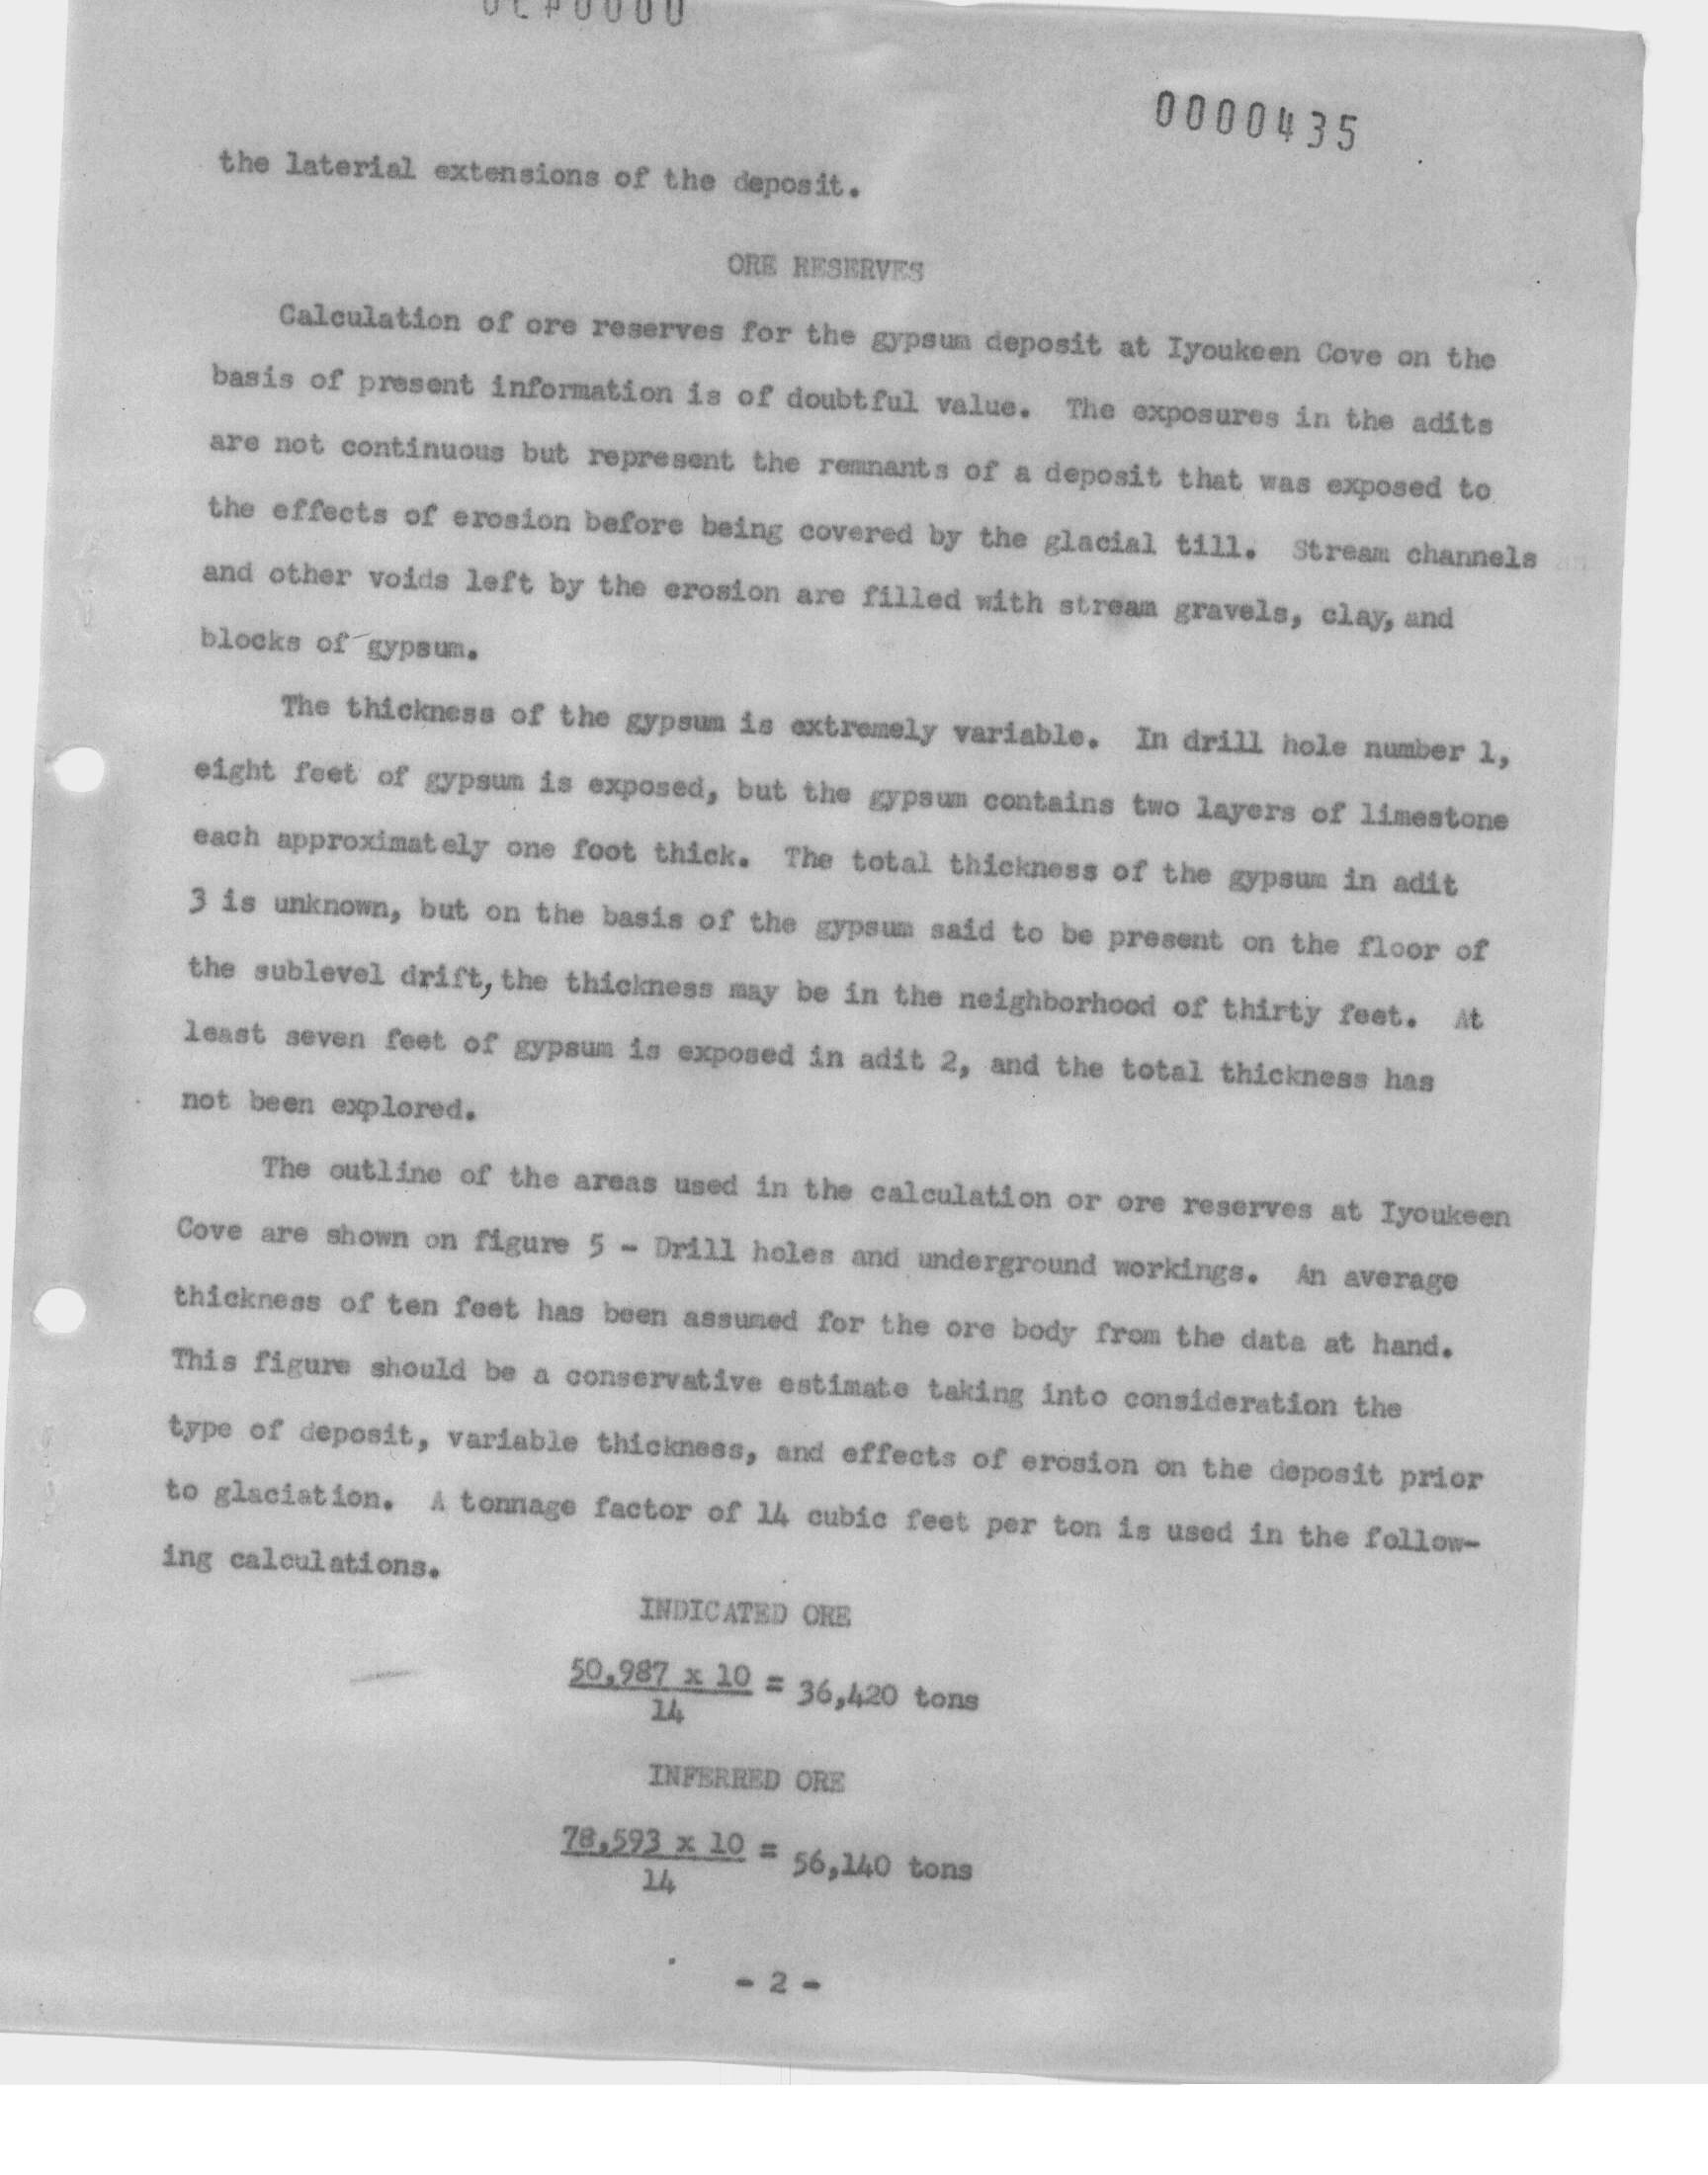 0000435
the laterial extensions of the deposit.
ORE RESERVES
Calculation of ore reserves for the gypsum deposit at Iyoukeen Cove on the
basis of present information is of doubtful value. The exposures in the adits
are not continuous but represent the remnants of a deposit that was exposed to
the effects of erosion before being covered by the glacial till. Stream channels
and other voids left by the erosion are filled with stream gravels, clay, and
blocks of gypsum.
The thickness of the gypsum is extremely variable. In drill hole number 1,
eight feet of gypsum is exposed, but the gypsum contains two layers of limestone
each approximately one foot thick. The total thickness of the gypsum in adit
3 is unknown, but on the basis of the gypsum said to be present on the floor of
the sublevel drift, the thickness may be in the neighborhood of thirty feet. At
least seven feet of gypsum is exposed in adit 2, and the total thickness has
not been explored.
The outline of the areas used in the calculation or ore reserves at Iyoukeen
Cove are shown on figure 5 - Drill holes and underground workings. An average
thickness of ten feet has been assumed for the ore body from the data at hand.
This figure should be a conservative estimate taking into consideration the
type of deposit, variable thickness, and effects of erosion on the deposit prior
to glaciation. A tonnage factor of 14 cubic feet per ton is used in the follow-
ing calculations.
INDICATED ORE
50,987 x 10 = 36,420 tons
14
INFERRED ORE
78,593 x 10 = 56,140 tons
14
- 2 -